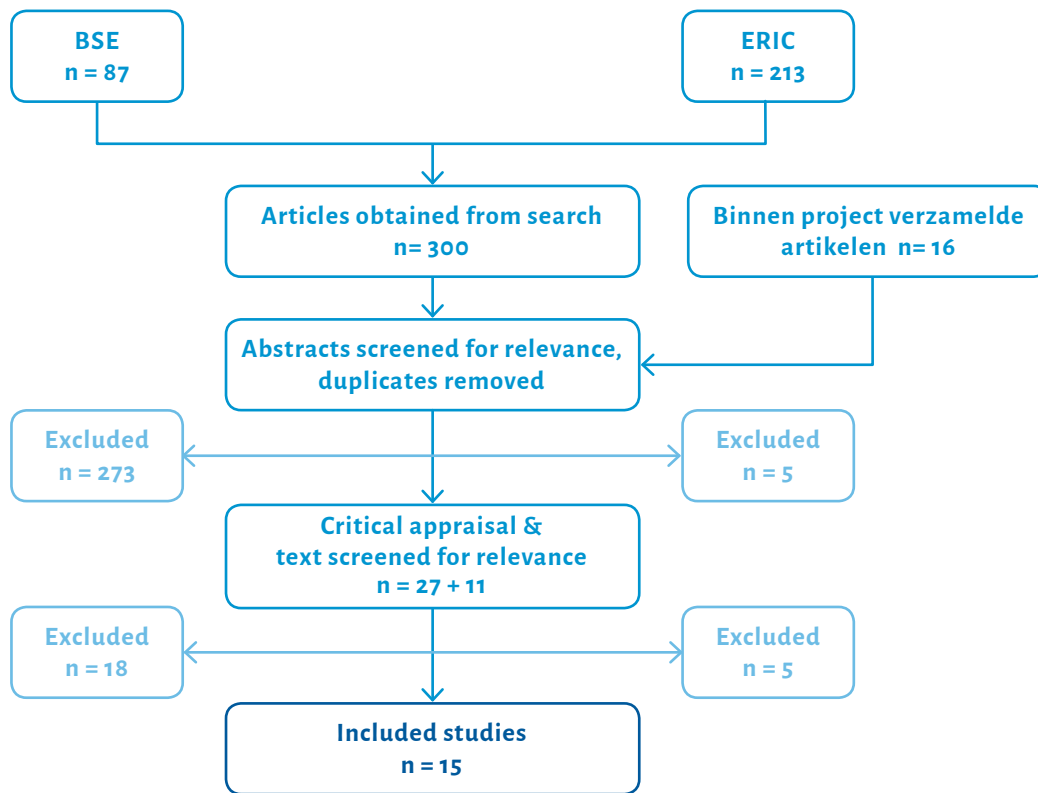 BSE
n = 87
ERIC
n = 213
Articles obtained from search
n= 300
Binnen project verzamelde
artikelen n= 16
Abstracts screened for relevance,
duplicates removed
Excluded
n = 273
Excluded
n = 5
Critical appraisal &
text screened for relevance
n = 27 + 11
Excluded
n = 18
Excluded
n = 5
Included studies
n = 15